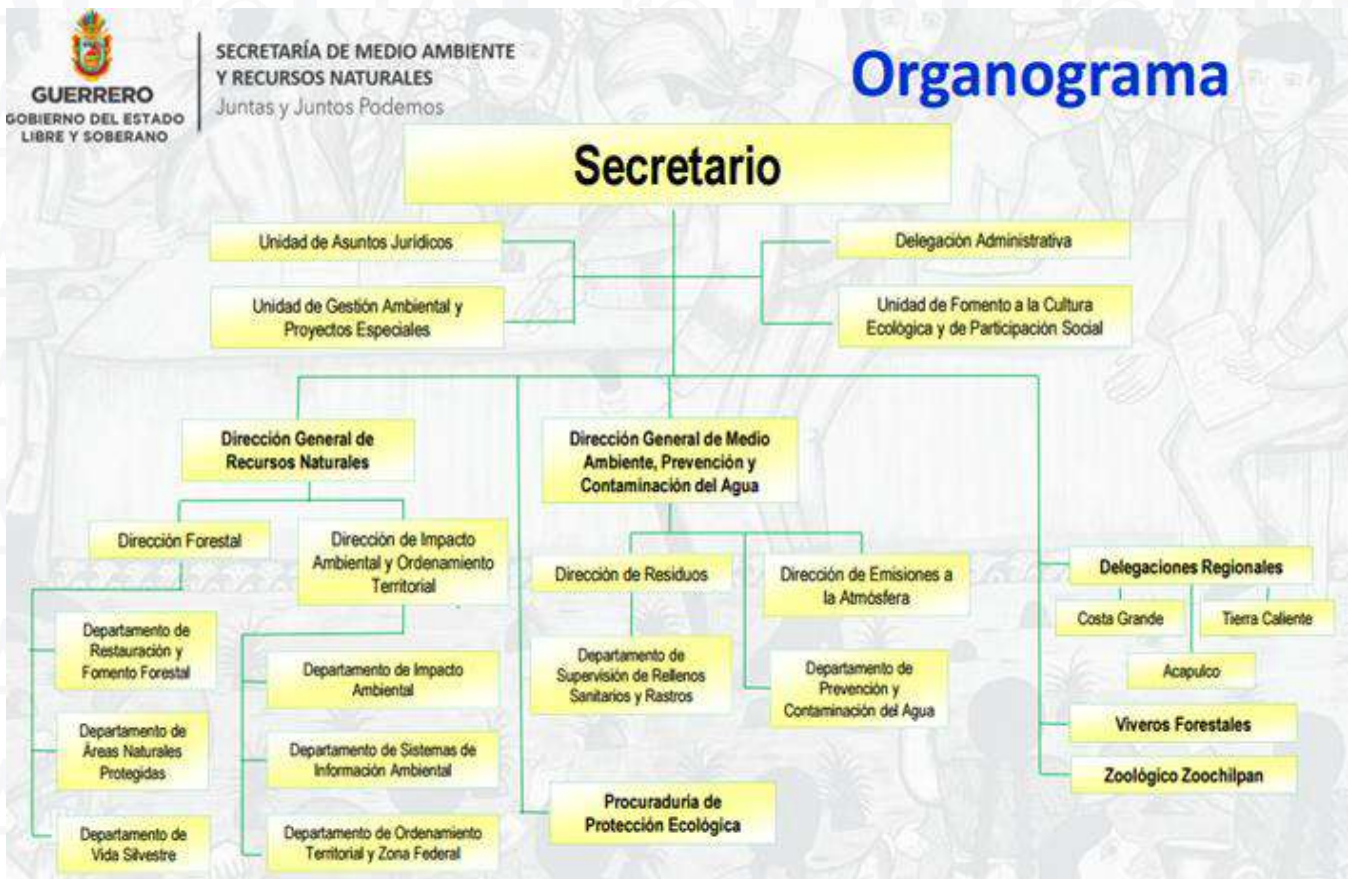 GUERRERO
GOBIERNO DEL ESTADO
LIBRE Y SOBERANO
SECRETARÍA DE MEDIO AMBIENTE
Y RECURSOS NATURALES
Juntas y Juntos Podemos
Organograma
Secretario
Unidad de Asuntos Jurídicos
Delegación Administrativa
Unidad de Gestión Ambiental y
Proyectos Especiales
Unidad de Fomento a la Cultura
Ecológica y de Participación Social
Dirección General de
Recursos Naturales
Dirección General de Medio
Ambiente, Prevención y
Contaminación del Agua
Dirección Forestal
Dirección de Impacto
Ambiental y Ordenamiento
Territorial
Dirección de Residuos
Dirección de Emisiones a
la Atmósfera
Delegaciones Regionales
Costa Grande
Tierra Caliente
Acapulco
Departamento de
Restauración y
Fomento Forestal
Departamento de Impacto
Ambiental
Departamento de
Supervisión de Rellenos
Sanitarios y Rastros
Departamento de
Prevención y
Contaminación del Agua
Viveros Forestales
Departamento de
Áreas Naturales
Protegidas
Departamento de Sistemas de
Información Ambiental
Zoológico Zoochilpan
Procuraduría de
Protección Ecológica
Departamento de
Vida Silvestre
Departamento de Ordenamiento
Territorial y Zona Federal